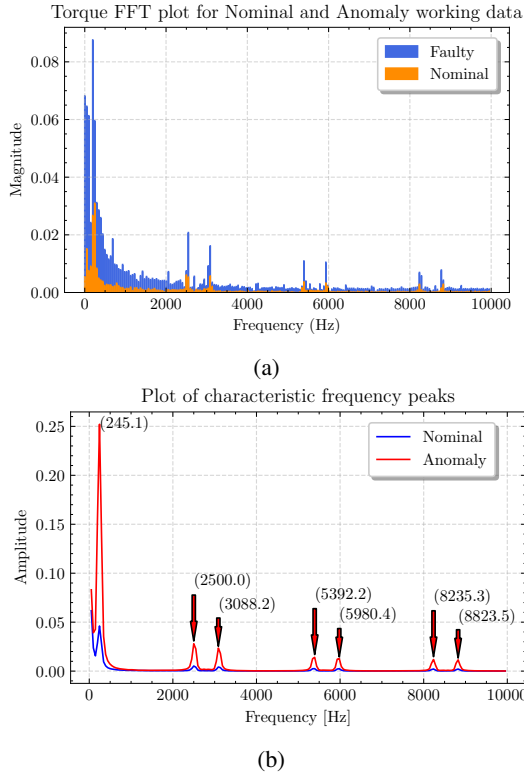 Torque FFT plot for Nominal and Anomaly working data
Faulty
Nominal
0.08
0.06
0.04
0.02
0.00
Magnitude
0 2000 4000 6000 8000 10000
Frequency (Hz)
(a)
Plot of characteristic frequency peaks
(245.1)
Nominal
Anomaly
0.25
0.20
0.15
0.10
0.05
0.00
Amplitude
(2500.0)
(3088.2)
(5392.2)
(5980.4)
(8235.3)
(8823.5)
0 2000 4000 6000 8000 10000
Frequency [Hz]
(b)